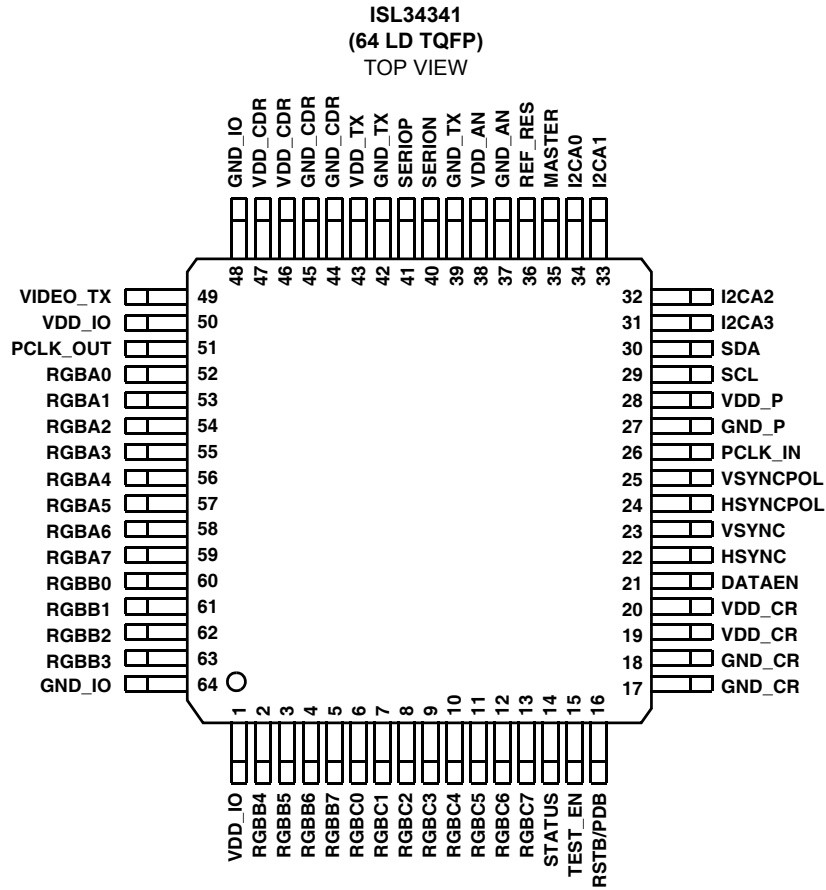 ISL34341
(64 LD TQFP)
TOP VIEW
GND_IO
VDD_CDR
VDD_CDR
GND_CDR
GND_CDR
VDD_TX
GND_TX
SERIOP
SERION
GND_TX
VDD_AN
GND_AN
REF_RES
MASTER
I2CA0
I2CA1
48 47 46 45 44 43 42 41 40 39 38 37 36 35 34 33
VIDEO_TX 49
VDD_IO 50
PCLK_OUT 51
RGBA0 52
RGBA1 53
RGBA2 54
RGBA3 55
RGBA4 56
RGBA5 57
RGBA6 58
RGBA7 59
RGBB0 60
RGBB1 61
RGBB2 62
RGBB3 63
GND_IO 64
32 I2CA2
31 I2CA3
30 SDA
29 SCL
28 VDD_P
27 GND_P
26 PCLK_IN
25 VSYNCPOL
24 HSYNCPOL
23 VSYNC
22 HSYNC
21 DATAEN
20 VDD_CR
19 VDD_CR
18 GND_CR
17 GND_CR
1 2 3 4 5 6 7 8 9 10 11 12 13 14 15 16
VDD_IO
RGBB4
RGBB5
RGBB6
RGBB7
RGBC0
RGBC1
RGBC2
RGBC3
RGBC4
RGBC5
RGBC6
RGBC7
STATUS
TEST_EN
RSTB/PDB